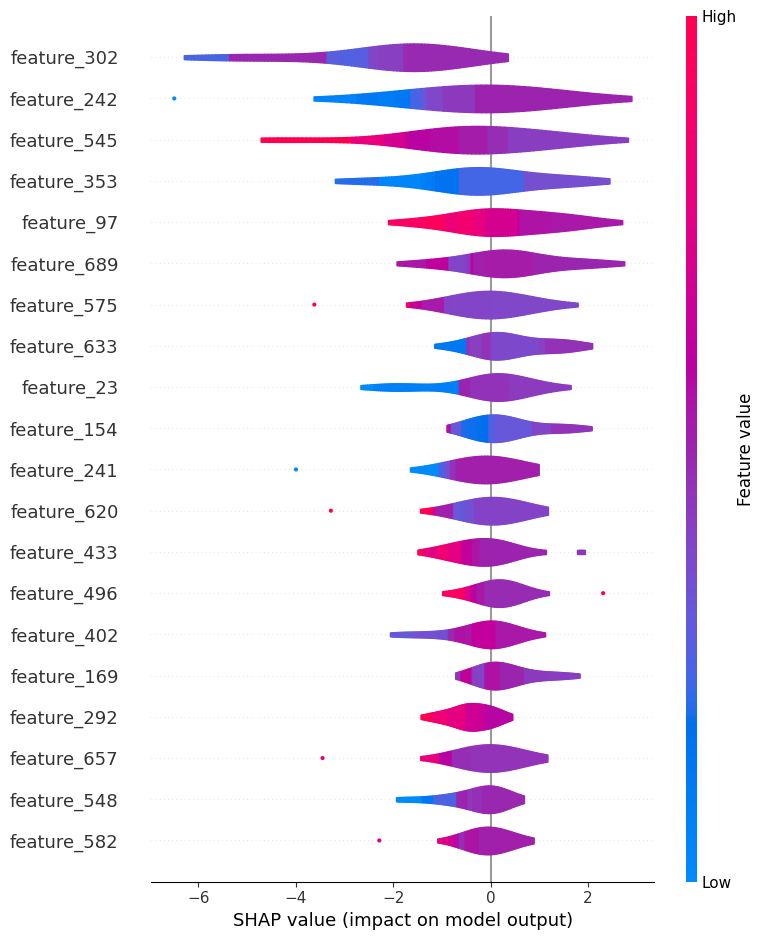 High
feature_302
feature_242
feature_545
feature_353
feature_97
feature_689
feature_575
feature_633
feature_23
feature_154
feature_241
feature_620
feature_433
feature_496
feature_402
feature_169
feature_292
feature_657
feature_548
feature_582
Feature value
Low
−6 −4 −2 0 2
SHAP value (impact on model output)